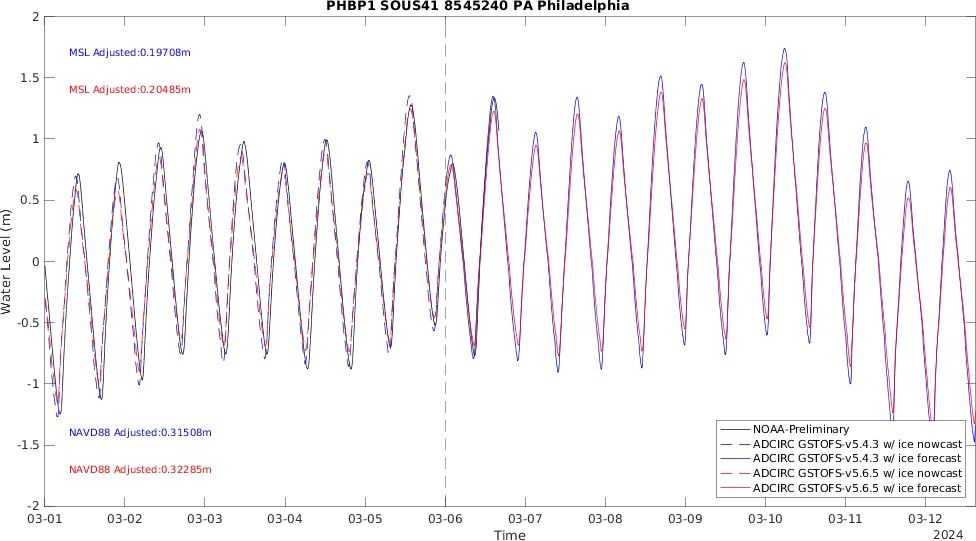 PHBP1 SOUS41 8545240 PA Philadelphia
2
1.5
1
0.5
0
-0.5
-1
-1.5
-2
Water Level (m)
MSL Adjusted:0.19708m
MSL Adjusted:0.20485m
NAVD88 Adjusted:0.31508m
NAVD88 Adjusted:0.32285m
NOAA-Preliminary
ADCIRC GSTOFS-v5.4.3 w/ ice nowcast
ADCIRC GSTOFS-v5.4.3 w/ ice forecast
ADCIRC GSTOFS-v5.6.5 w/ ice nowcast
ADCIRC GSTOFS-v5.6.5 w/ ice forecast
03-01 03-02 03-03 03-04 03-05 03-06 03-07 03-08 03-09 03-10 03-11 03-12
Time
2024